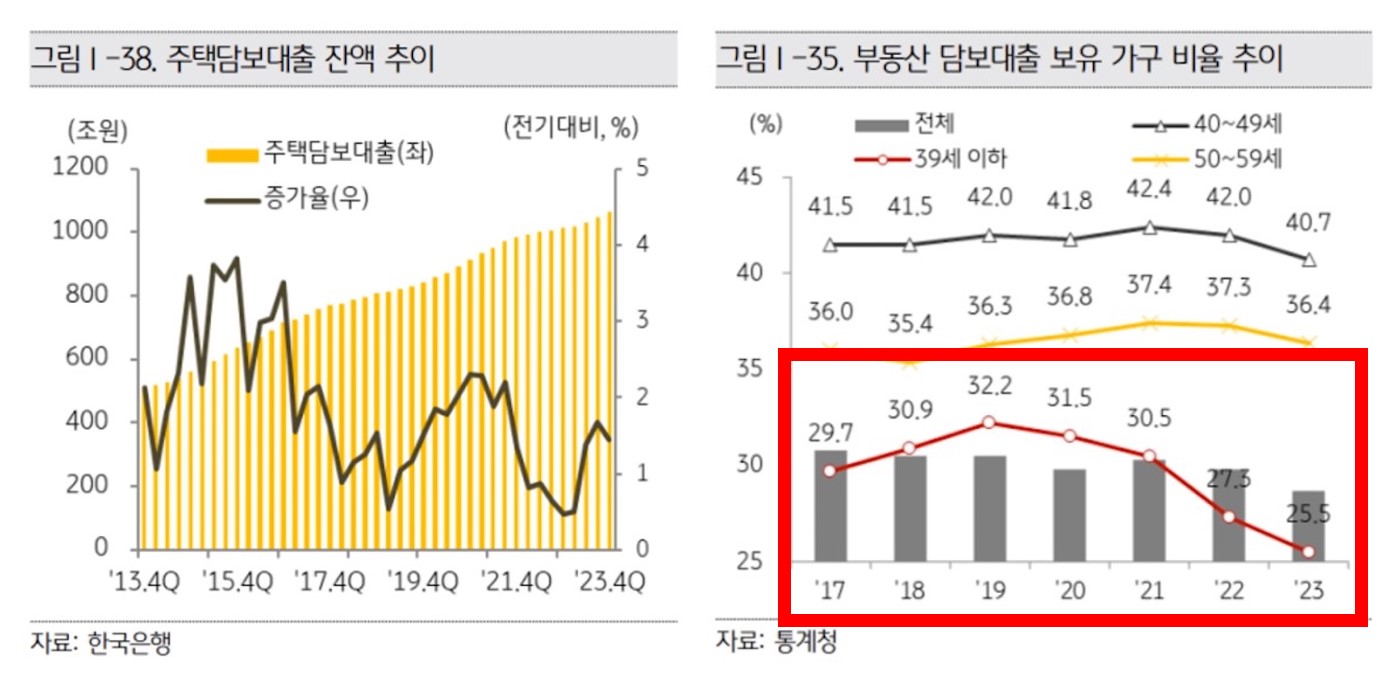 그림 Ⅰ-38. 주택담보대출 잔액 추이
(조원)
(전기대비, %)
주택담보대출(좌)
증가율(우)
1200
1000
800
600
400
200
0
5
4
3
2
1
0
'13.4Q '15.4Q '17.4Q '19.4Q '21.4Q '23.4Q
자료: 한국은행
그림 Ⅰ-35. 부동산 담보대출 보유 가구 비율 추이
(%)
전체
40~49세
39세 이하
50~59세
45
40
35
30
25
41.5 41.5 42.0 41.8 42.4 42.0 40.7
36.0 35.4 36.3 36.8 37.4 37.3 36.4
29.7 30.9 32.2 31.5 30.5 27.3 25.5
'17 '18 '19 '20 '21 '22 '23
자료: 통계청